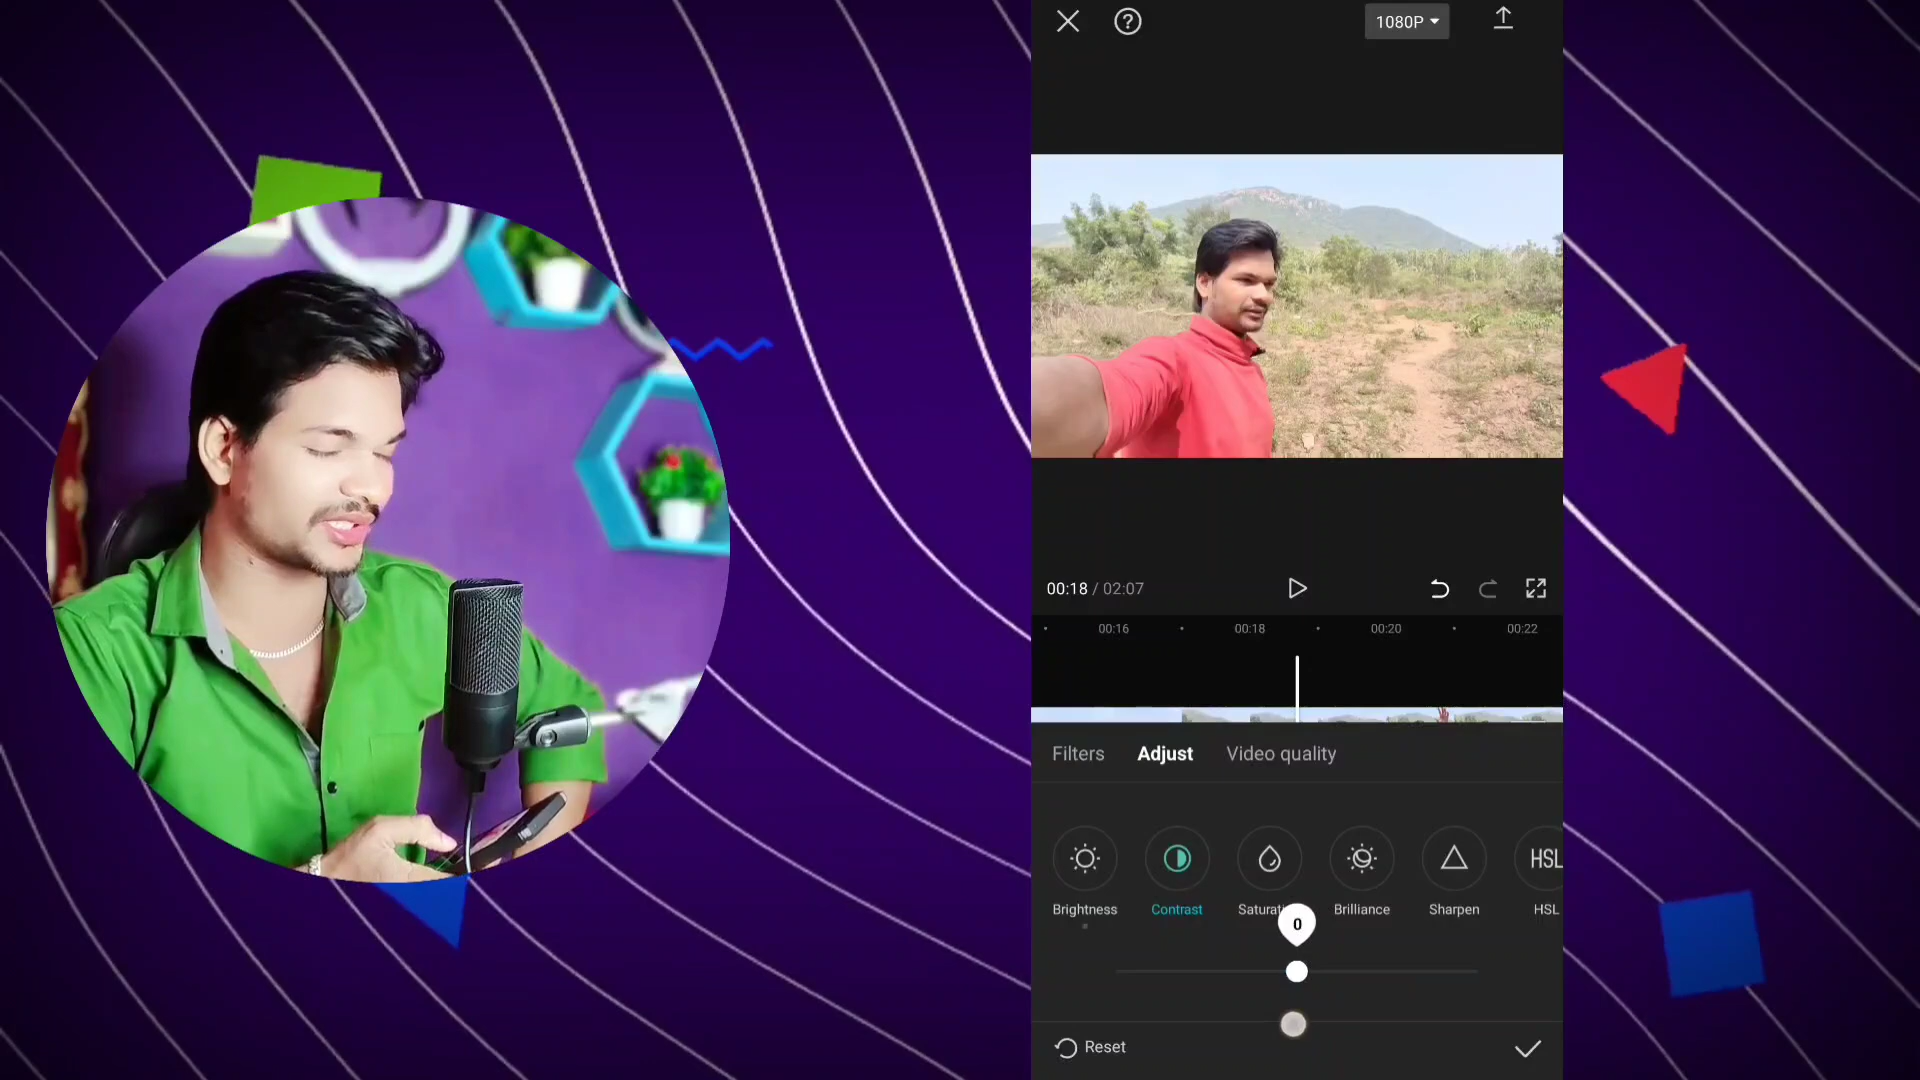 1080P
00:18 / 02:07
00:16 00:18 00:20 00:22
Filters Adjust Video quality
HSL
Brightness Contrast Saturati Brilliance Sharpen HSL
0
Reset